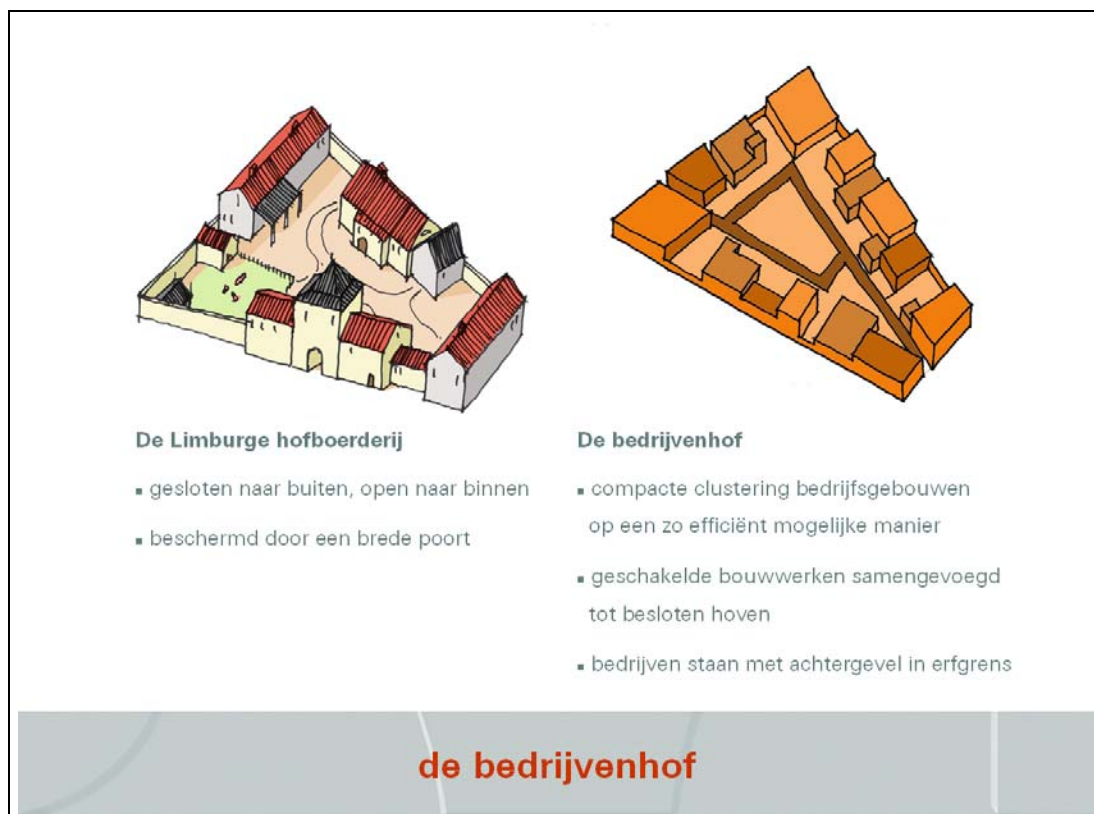 De Limburge hofboerderij
▪ gesloten naar buiten, open naar binnen
▪ beschermd door een brede poort
De bedrijvenhof
▪ compacte clustering bedrijfsgebouwen
op een zo efficiënt mogelijke manier
▪ geschakelde bouwwerken samengevoegd
tot besloten hoven
▪ bedrijven staan met achtergevel in erfgrens
de bedrijvenhof